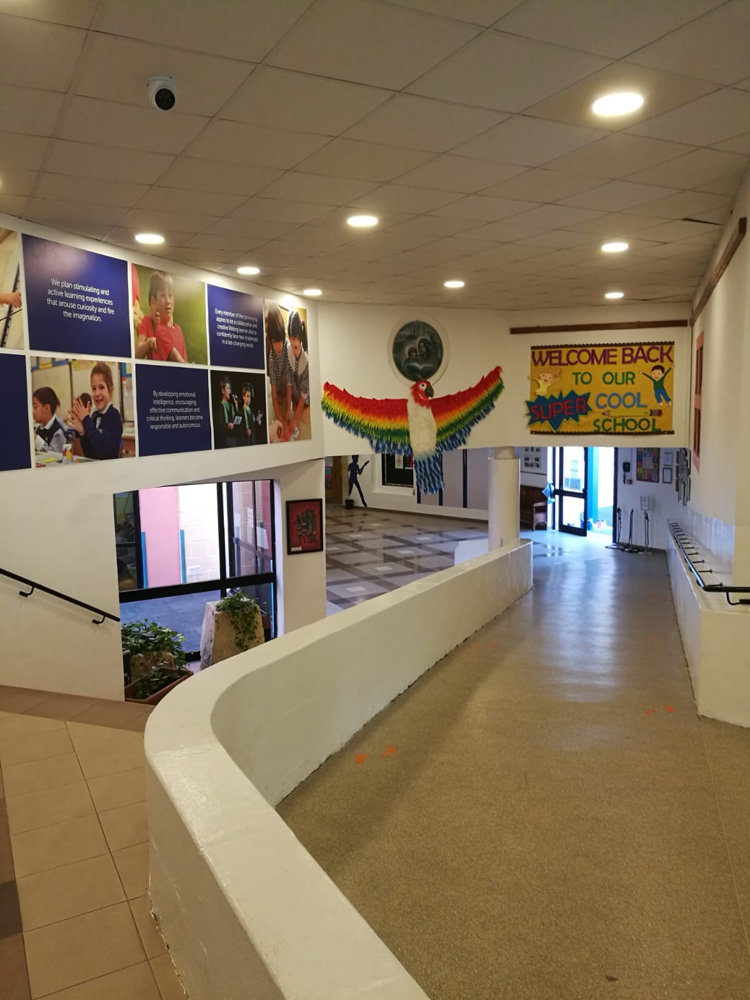 We plan stimulating and
active learning experiences
that arouse curiosity and fire
the imagination.
Every member of the community
aspires to be a collaborative and
creative lifelong learner able to
confidently face new challenges
in a fast-changing world.
By developing emotional
intelligence, encouraging
effective communication and
critical thinking, learners become
responsible and autonomous.
WELCOME BACK
TO OUR
SUPER COOL
SCHOOL